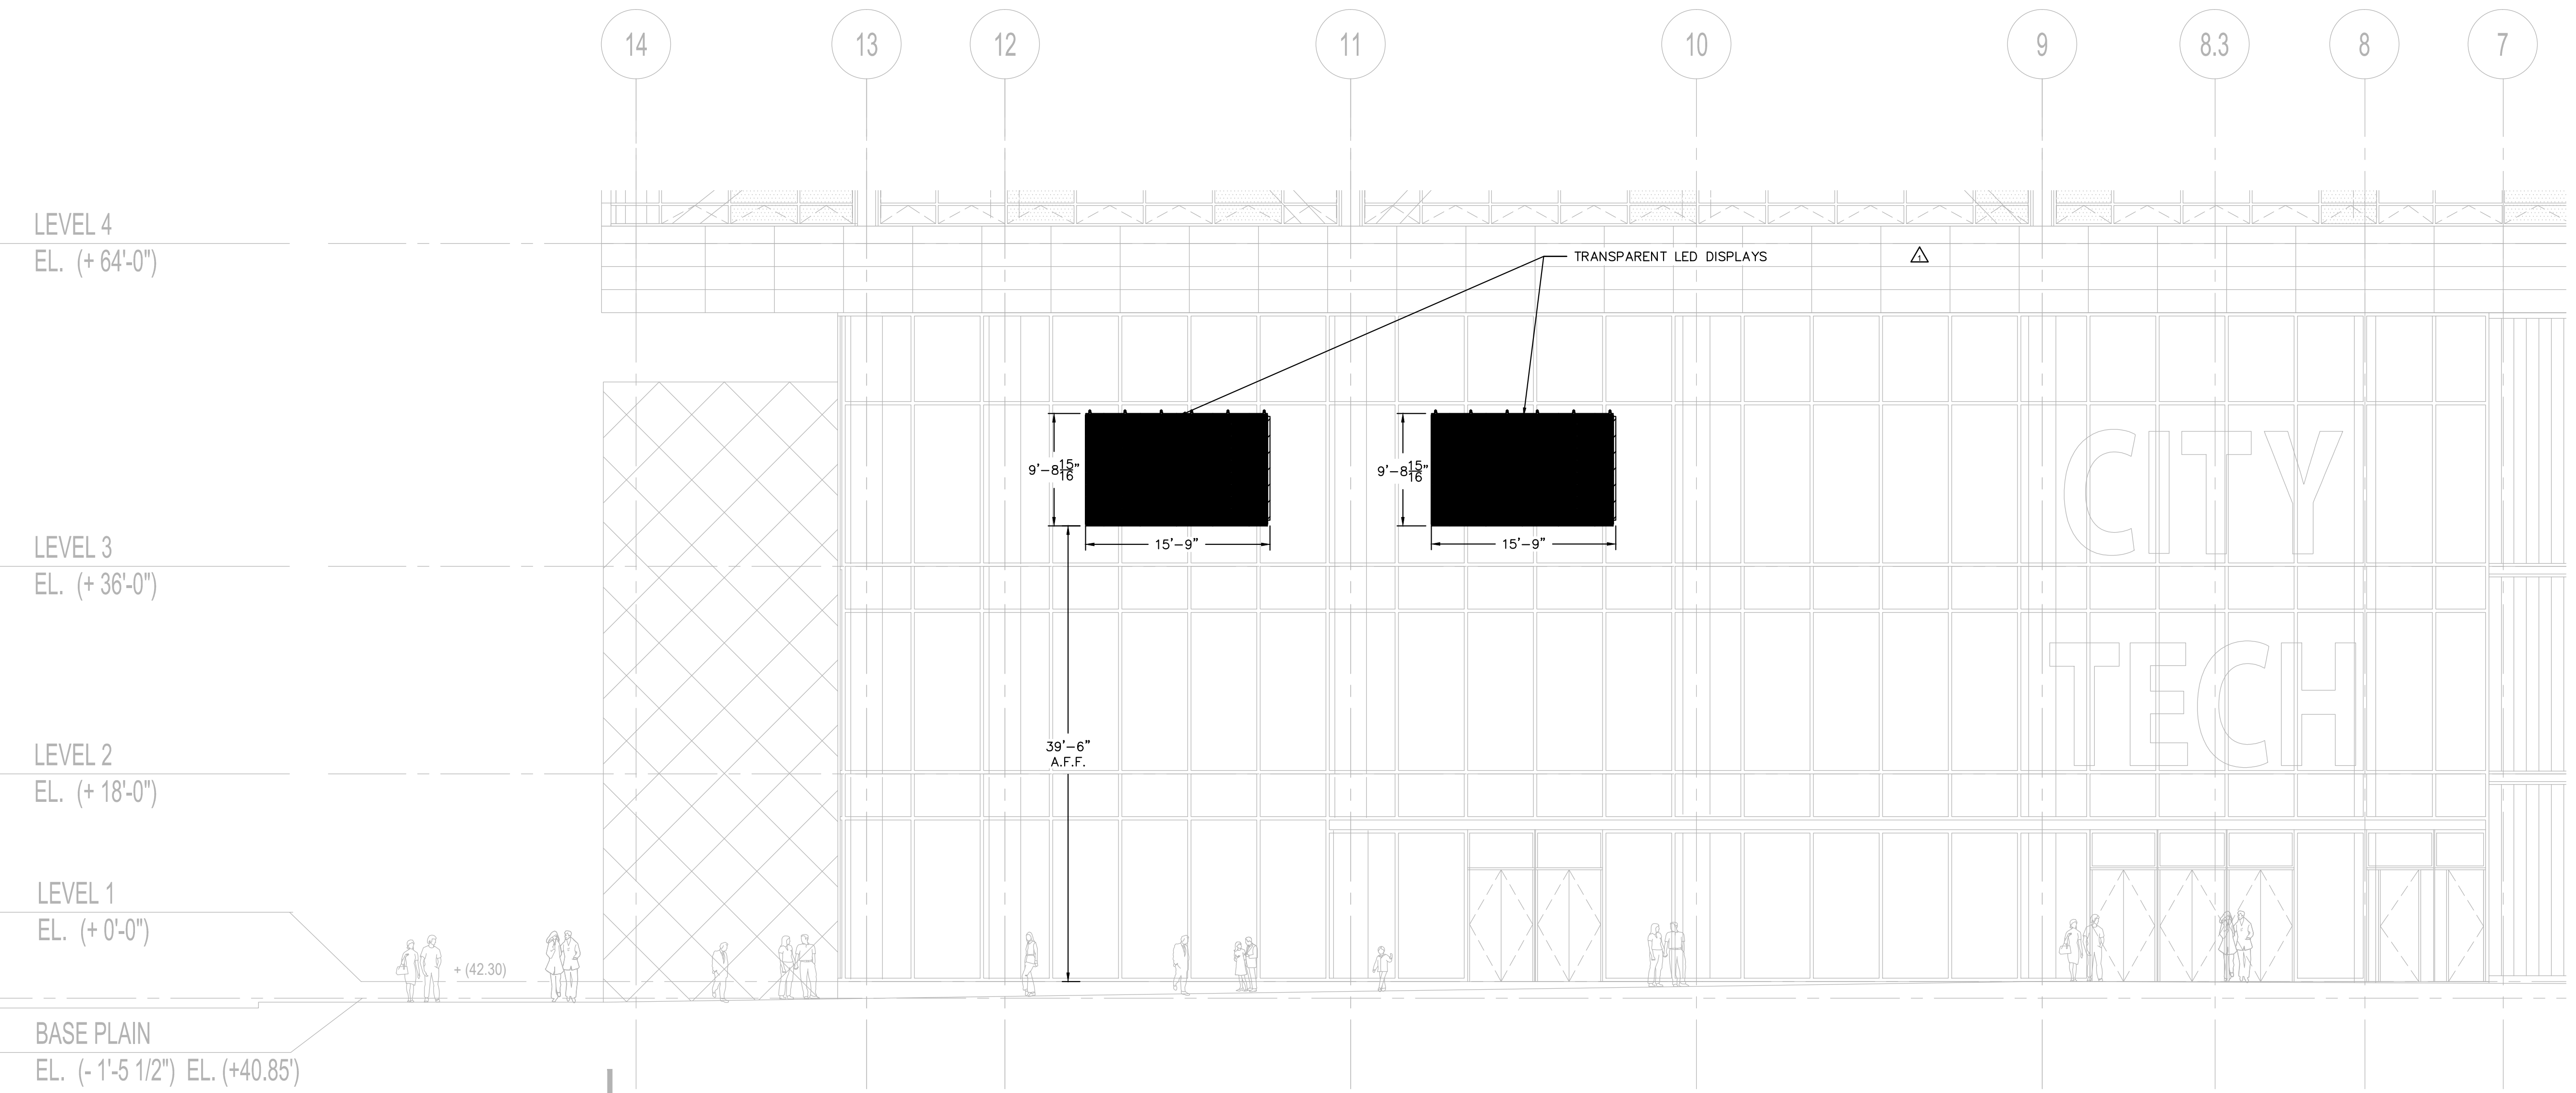 14
13
12
11
10
9
8.3
8
7
LEVEL 4
EL. (+ 64'-0")
TRANSPARENT LED DISPLAYS
1
9'-8 15/16"
15'-9"
9'-8 15/16"
15'-9"
CITY
TECH
LEVEL 3
EL. (+ 36'-0")
39'-6"
A.F.F.
LEVEL 2
EL. (+ 18'-0")
LEVEL 1
EL. (+ 0'-0")
+ (42.30)
BASE PLAIN
EL. (- 1'-5 1/2") EL. (+40.85')